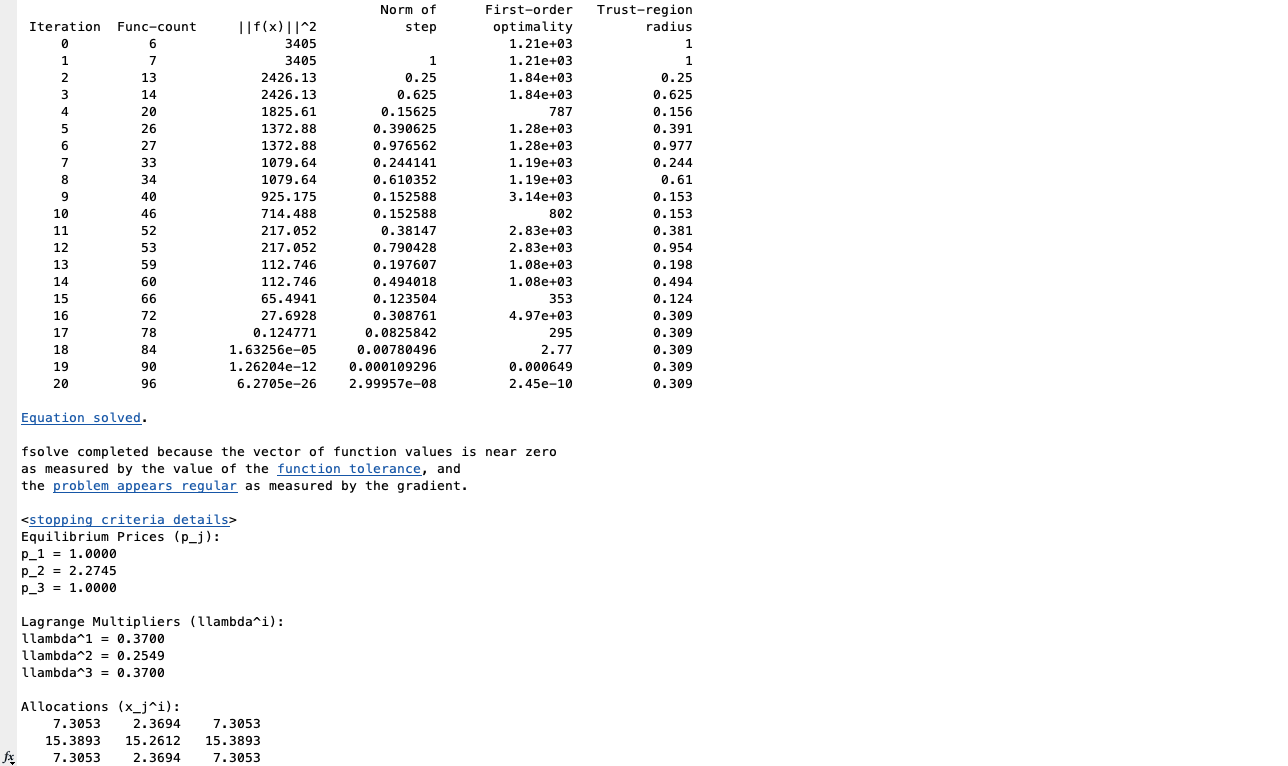 Norm of      First-order   Trust-region
 Iteration  Func-count     ||f(x)||^2           step       optimality         radius
     0          6                3405                        1.21e+03              1
     1          7                3405              1         1.21e+03              1
     2         13             2426.13           0.25         1.84e+03           0.25
     3         14             2426.13          0.625         1.84e+03          0.625
     4         20             1825.61        0.15625              787          0.156
     5         26             1372.88       0.390625         1.28e+03          0.391
     6         27             1372.88       0.976562         1.28e+03          0.977
     7         33             1079.64       0.244141         1.19e+03          0.244
     8         34             1079.64       0.610352         1.19e+03           0.61
     9         40             925.175       0.152588         3.14e+03          0.153
    10         46             714.488       0.152588              802          0.153
    11         52             217.052        0.38147         2.83e+03          0.381
    12         53             217.052       0.790428         2.83e+03          0.954
    13         59             112.746       0.197607         1.08e+03          0.198
    14         60             112.746       0.494018         1.08e+03          0.494
    15         66             65.4941       0.123504              353          0.124
    16         72             27.6928       0.308761         4.97e+03          0.309
    17         78            0.124771      0.0825842              295          0.309
    18         84         1.63256e-05     0.00780496             2.77          0.309
    19         90         1.26204e-12    0.000109296         0.000649          0.309
    20         96          6.2705e-26    2.99957e-08         2.45e-10          0.309
Equation solved.
fsolve completed because the vector of function values is near zero
as measured by the value of the function tolerance, and
the problem appears regular as measured by the gradient.
<stopping criteria details>
Equilibrium Prices (p_j):
p_1 = 1.0000
p_2 = 2.2745
p_3 = 1.0000
Lagrange Multipliers (llambda^i):
llambda^1 = 0.3700
llambda^2 = 0.2549
llambda^3 = 0.3700
Allocations (x_j^i):
    7.3053    2.3694    7.3053
   15.3893   15.2612   15.3893
fx    7.3053    2.3694    7.3053